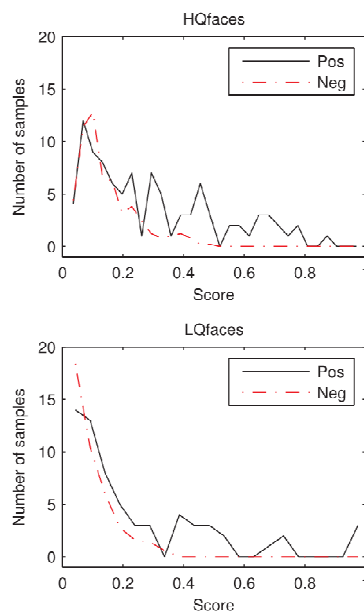 HQfaces
20
15
10
5
0
Number of samples
Pos
Neg
0 0.2 0.4 0.6 0.8
Score
LQfaces
20
15
10
5
0
Number of samples
Pos
Neg
0 0.2 0.4 0.6 0.8
Score